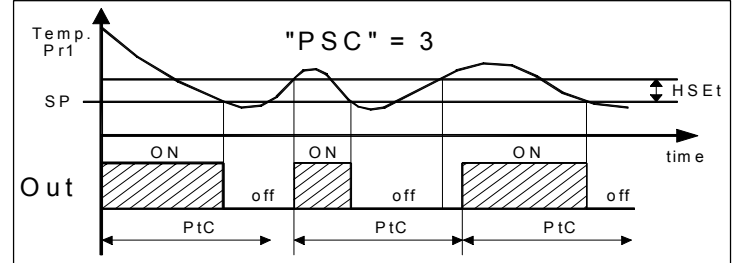 Temp.
Pr1
"PSC" = 3
HSEt
SP
time
ON ON ON
Out
off off off
PtC PtC PtC